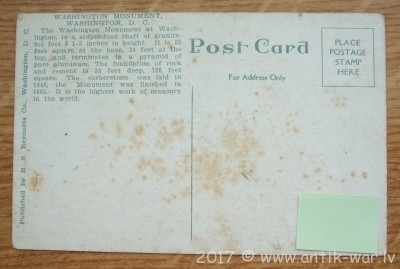 WASHINGTON MONUMENT,
WASHINGTON, D. C.
The Washington Monument at Wash-
ington, is a stupendous shaft of granite,
555 feet 5 1-2 inches in height. It is 55
feet square at the base, 34 feet at the
top, and terminates in a pyramid of
pure aluminum. The foundation of rock
and cement is 36 feet deep, 126 feet
square. The cornerstone was laid in
1848, the Monument was finished in
1885. It is the highest work of masonry
in the world.
Published by B. S. Reynolds Co., Washington, D. C.
POST CARD
For Address Only
PLACE
POSTAGE
STAMP
HERE
2017 © www.antik-war.lv